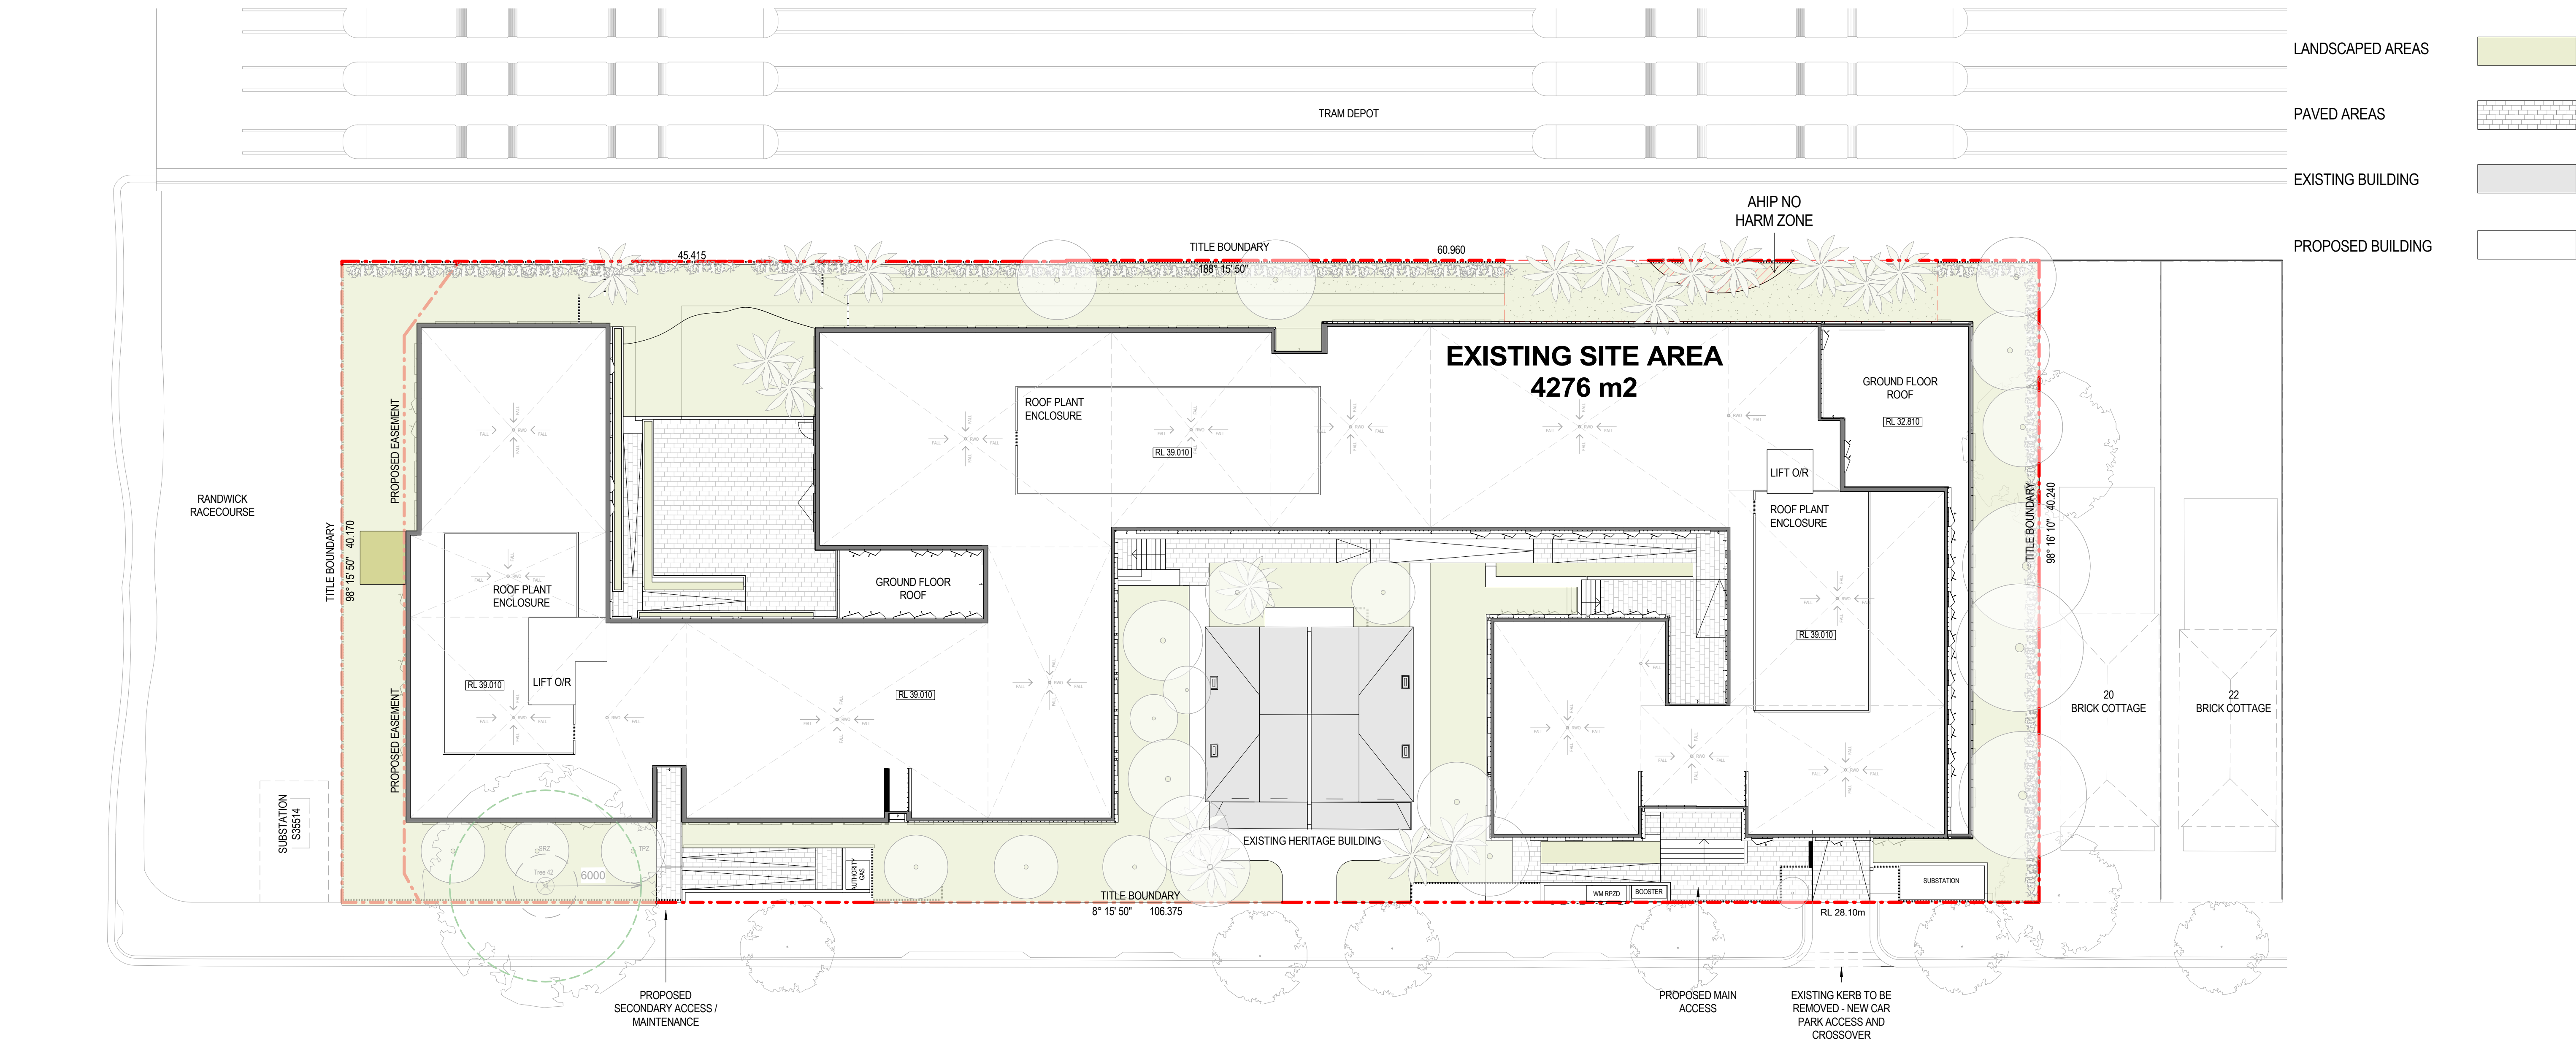 LANDSCAPED AREAS
PAVED AREAS
EXISTING BUILDING
PROPOSED BUILDING
TRAM DEPOT
AHIP NO
HARM ZONE
45.415
TITLE BOUNDARY
188° 15' 50"
60.960
EXISTING SITE AREA
4276 m2
GROUND FLOOR
ROOF
RL 32.810
ROOF PLANT
ENCLOSURE
RL 39.010
LIFT O/R
ROOF PLANT
ENCLOSURE
RL 39.010
RANDWICK
RACECOURSE
TITLE BOUNDARY
98° 15' 50" 40.170
PROPOSED EASEMENT
PROPOSED EASEMENT
ROOF PLANT
ENCLOSURE
LIFT O/R
RL 39.010
GROUND FLOOR
ROOF
RL 39.010
TITLE BOUNDARY
98° 16' 10" 40.240
20
BRICK COTTAGE
22
BRICK COTTAGE
SUBSTATION
S35514
SRZ
TPZ
Tree 42
6000
AUTHORITY
GAS
EXISTING HERITAGE BUILDING
TITLE BOUNDARY
8° 15' 50" 106.375
WM RPZD
BOOSTER
SUBSTATION
RL 28.10m
PROPOSED
SECONDARY ACCESS /
MAINTENANCE
PROPOSED MAIN
ACCESS
EXISTING KERB TO BE
REMOVED - NEW CAR
PARK ACCESS AND
CROSSOVER